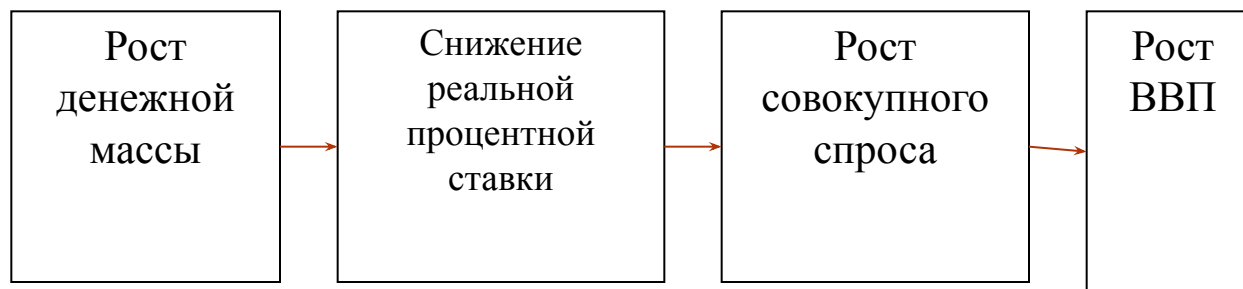 Рост
денежной
массы
Снижение
реальной
процентной
ставки
Рост
совокупного
спроса
Рост
ВВП